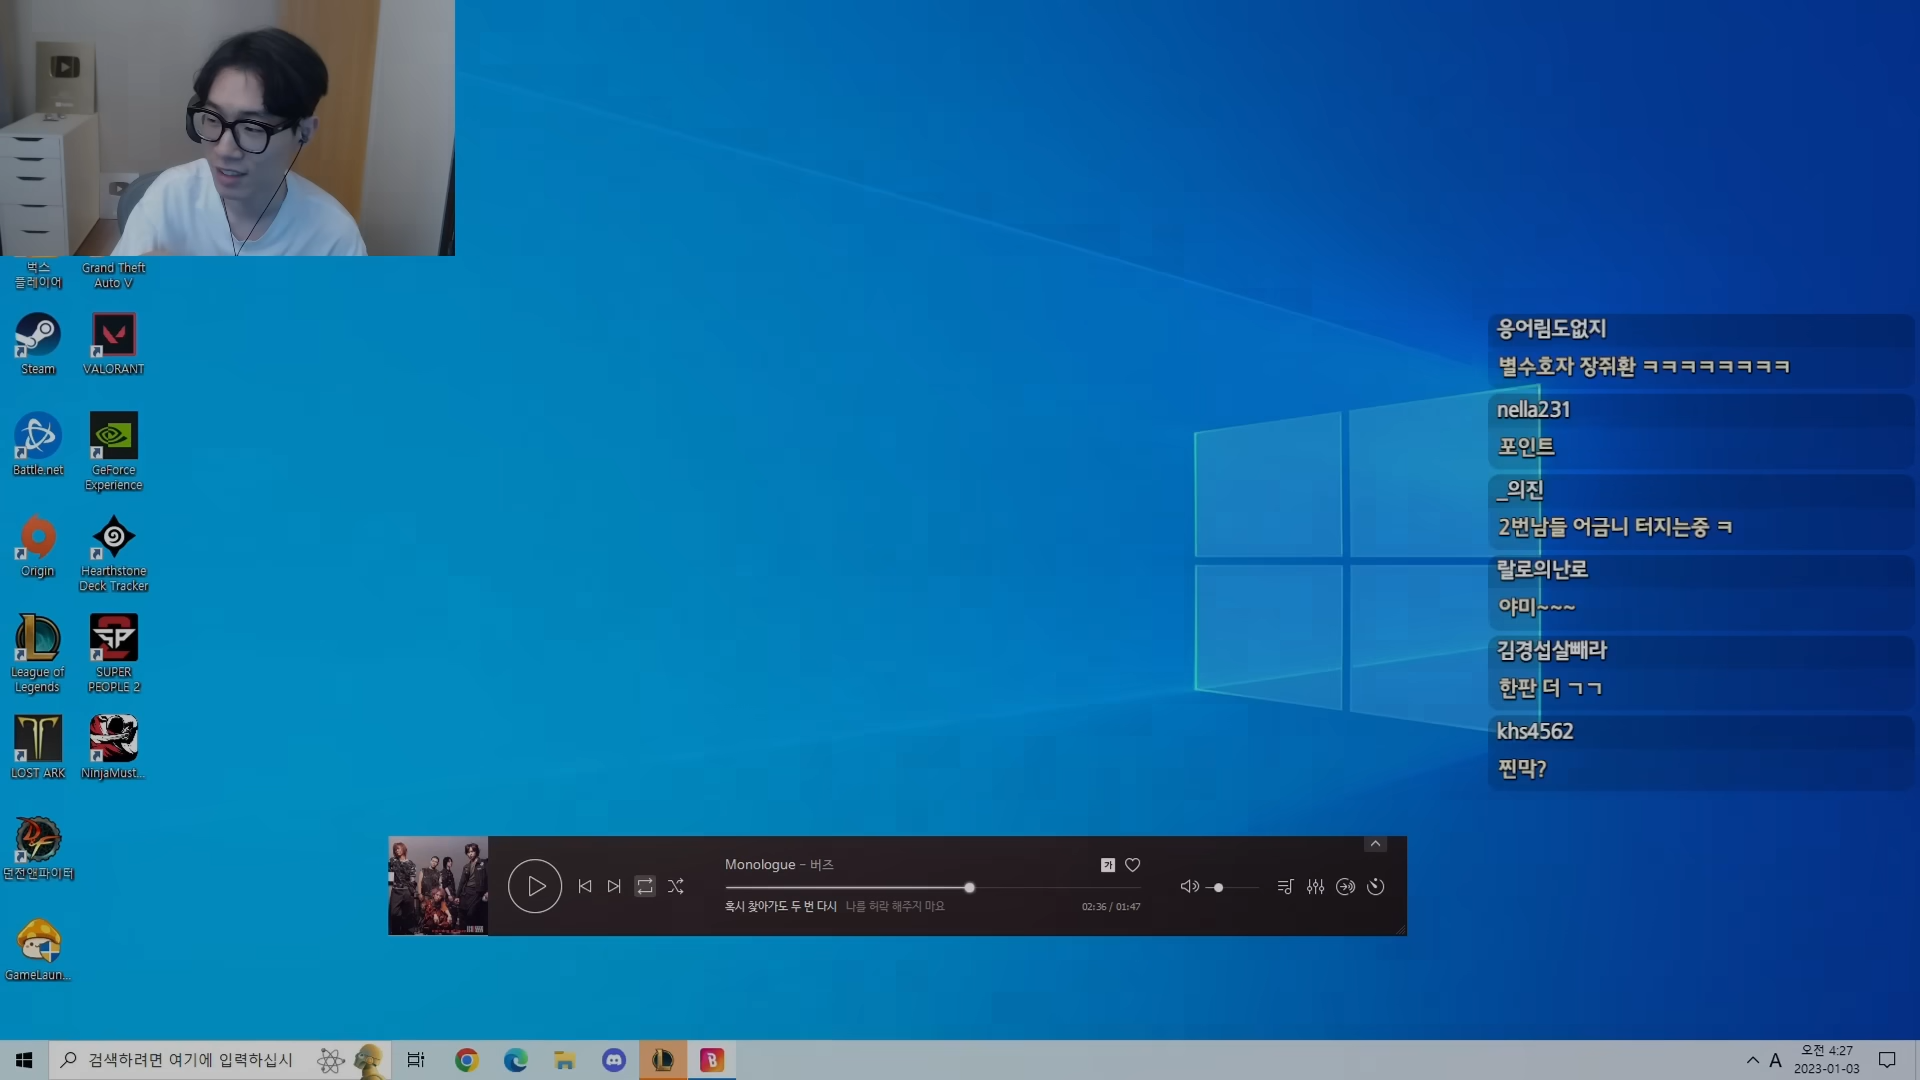 벅스
플레이어
Grand Theft
Auto V
Steam
VALORANT
Battle.net
GeForce
Experience
Origin
Hearthstone
Deck Tracker
League of
Legends
SUPER
PEOPLE 2
LOST ARK
NinjaMust...
던전앤파이터
GameLaun...
응어림도없지
별수호자 장쥐환 ㅋㅋㅋㅋㅋㅋㅋㅋ
nella231
포인트
_의진
2번남들 어금니 터지는중 ㅋ
랄로의난로
야미~~~
김경섭살빼라
한판 더 ㄱㄱ
khs4562
찐막?
Monologue - 버즈
가
혹시 찾아가도 두 번 다시 나를 허락 해주지 마요
02:36 / 01:47
검색하려면 여기에 입력하십시
A
오전 4:27
2023-01-03